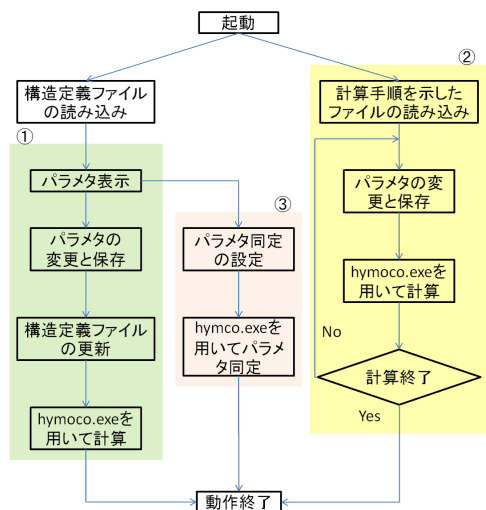 起動
②
構造定義ファイル
の読み込み
計算手順を示した
ファイルの読み込み
①
パラメタ表示
パラメタの変
更と保存
③
パラメタの
変更と保存
パラメタ同定
の設定
hymoco.exeを
用いて計算
構造定義ファイル
の更新
hymco.exeを
用いてパラメ
タ同定
No
計算終了
hymoco.exeを
用いて計算
Yes
動作終了